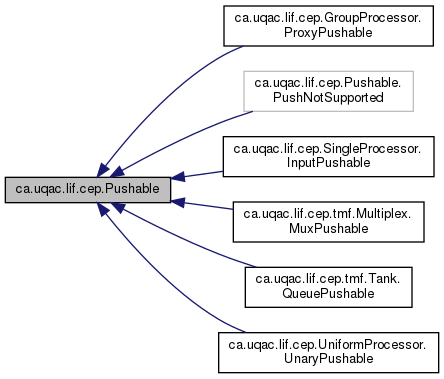 ca.uqac.lif.cep.GroupProcessor.
ProxyPushable
ca.uqac.lif.cep.Pushable.
PushNotSupported
ca.uqac.lif.cep.SingleProcessor.
InputPushable
ca.uqac.lif.cep.Pushable
ca.uqac.lif.cep.tmf.Multiplex.
MuxPushable
ca.uqac.lif.cep.tmf.Tank.
QueuePushable
ca.uqac.lif.cep.UniformProcessor.
UnaryPushable